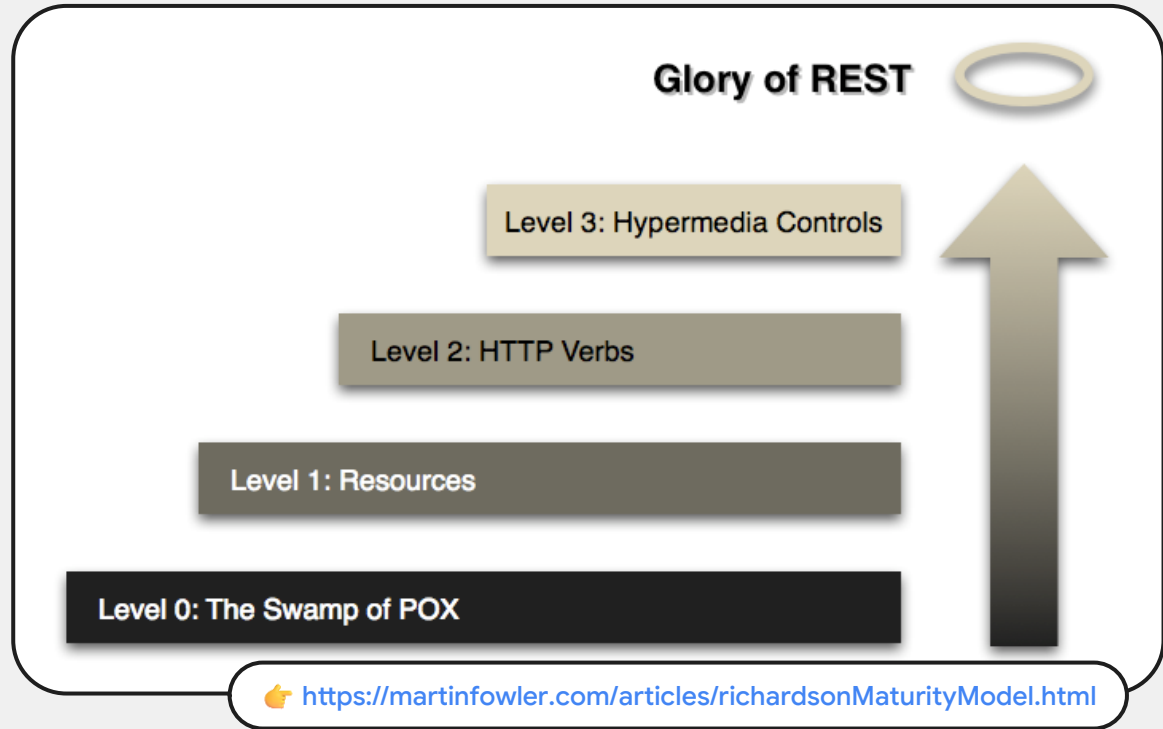 Glory of REST
Level 3: Hypermedia Controls
Level 2: HTTP Verbs
Level 1: Resources
Level 0: The Swamp of POX
👉 https://martinfowler.com/articles/richardsonMaturityModel.html